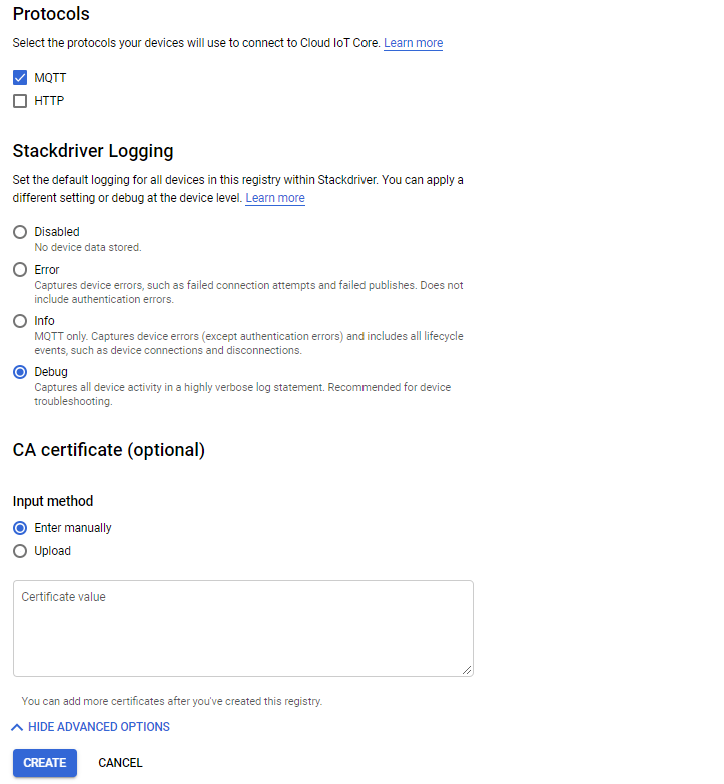 Protocols
Select the protocols your devices will use to connect to Cloud IoT Core. Learn more
MQTT
HTTP
Stackdriver Logging
Set the default logging for all devices in this registry within Stackdriver. You can apply a
different setting or debug at the device level. Learn more
Disabled
No device data stored.
Error
Captures device errors, such as failed connection attempts and failed publishes. Does not
include authentication errors.
Info
MQTT only. Captures device errors (except authentication errors) and includes all lifecycle
events, such as device connections and disconnections.
Debug
Captures all device activity in a highly verbose log statement. Recommended for device
troubleshooting.
CA certificate (optional)
Input method
Enter manually
Upload
Certificate value
You can add more certificates after you've created this registry.
HIDE ADVANCED OPTIONS
CREATE CANCEL